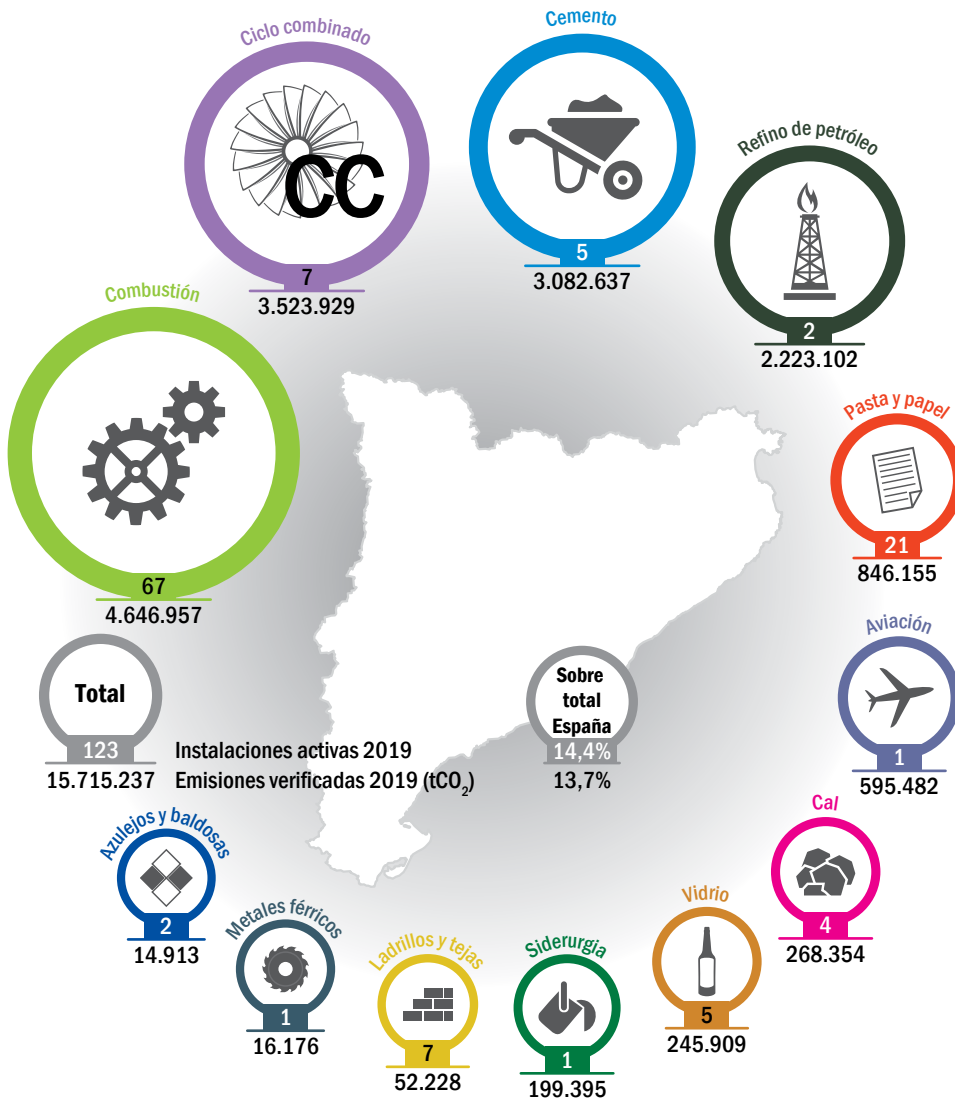 Ciclo combinado
CC
7
3.523.929
Cemento
5
3.082.637
Refino de petróleo
2
2.223.102
Combustión
67
4.646.957
Pasta y papel
21
846.155
Total
123
15.715.237
Instalaciones activas 2019
Emisiones verificadas 2019 (tCO₂)
Sobre
total
España
14,4%
13,7%
Aviación
1
595.482
Cal
4
268.354
Vidrio
5
245.909
Siderurgia
1
199.395
Ladrillos y tejas
7
52.228
Metales férricos
1
16.176
Azulejos y baldosas
2
14.913